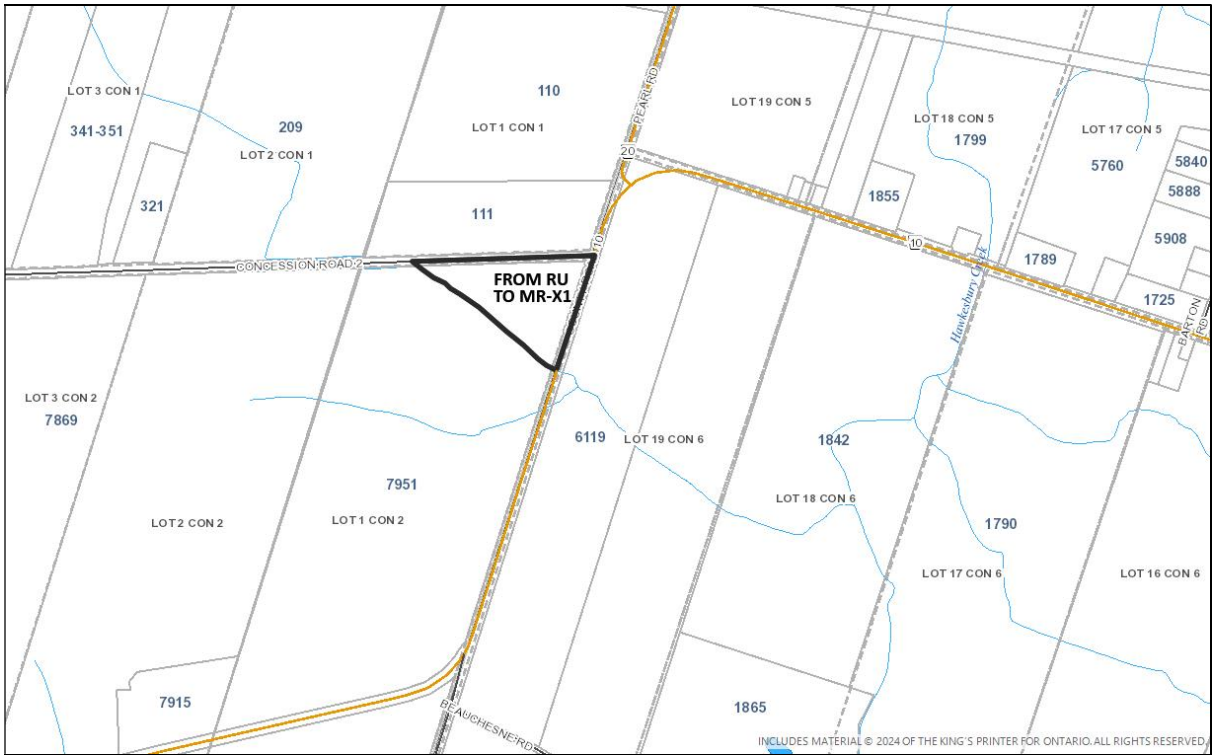 LOT 3 CON 1
341-351
321
209
LOT 2 CON 1
110
LOT 1 CON 1
111
PEARL RD
20
10
LOT 19 CON 5
LOT 18 CON 5
1799
LOT 17 CON 5
5760
5840
5888
5908
1855
10
1789
1725
BARTON
RD
Hawkesbury Creek
CONCESSION ROAD 2
FROM RU
TO MR-X1
LOT 3 CON 2
7869
7951
LOT 2 CON 2
LOT 1 CON 2
6119
LOT 19 CON 6
1842
LOT 18 CON 6
1790
LOT 17 CON 6
LOT 16 CON 6
7915
BEAUCHESNE RD
1865
INCLUDES MATERIAL © 2024 OF THE KING'S PRINTER FOR ONTARIO. ALL RIGHTS RESERVED.